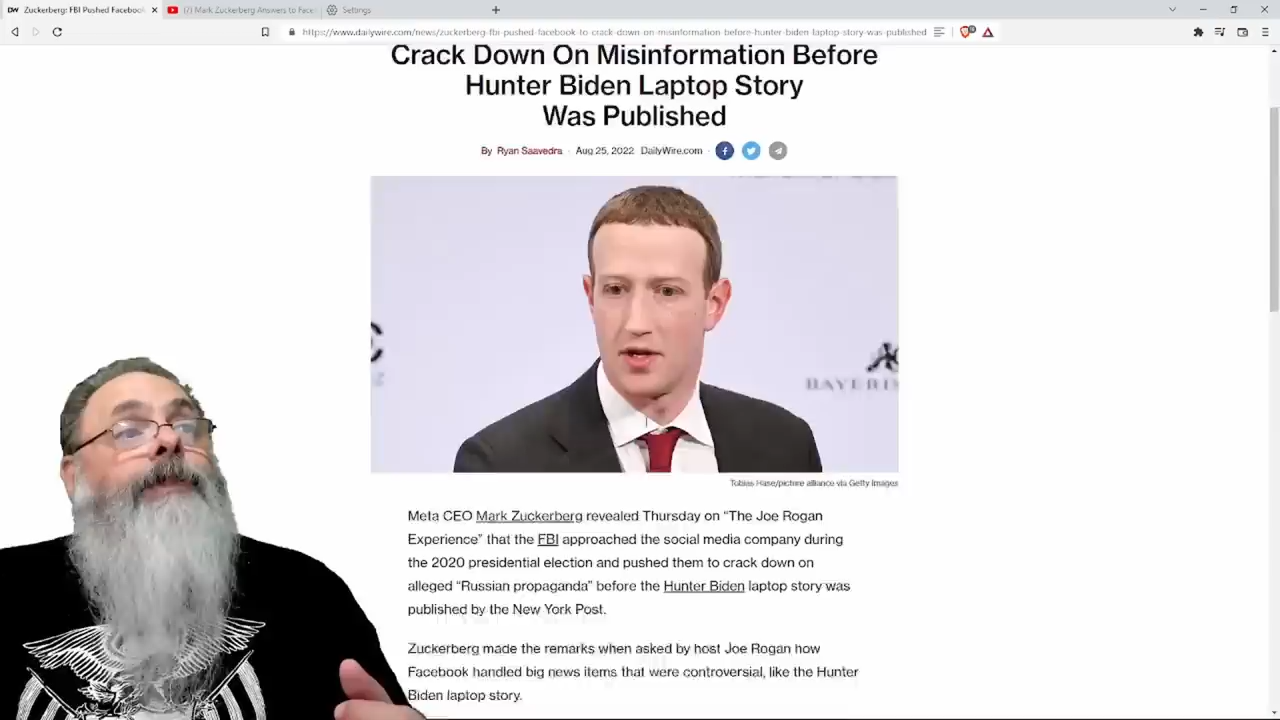 DW Zuckerberg: FBI Pushed Facebook
(7) Mark Zuckerberg Answers to Face
Settings
https://www.dailywire.com/news/zuckerberg-fbi-pushed-facebook-to-crack-down-on-misinformation-before-hunter-biden-laptop-story-was-published
Crack Down On Misinformation Before
Hunter Biden Laptop Story
Was Published
By Ryan Saavedra · Aug 25, 2022 DailyWire.com ·
BAYERIS
Tobias Hase/picture alliance via Getty Images
Meta CEO Mark Zuckerberg revealed Thursday on “The Joe Rogan
Experience” that the FBI approached the social media company during
the 2020 presidential election and pushed them to crack down on
alleged “Russian propaganda” before the Hunter Biden laptop story was
published by the New York Post.
Zuckerberg made the remarks when asked by host Joe Rogan how
Facebook handled big news items that were controversial, like the Hunter
Biden laptop story.